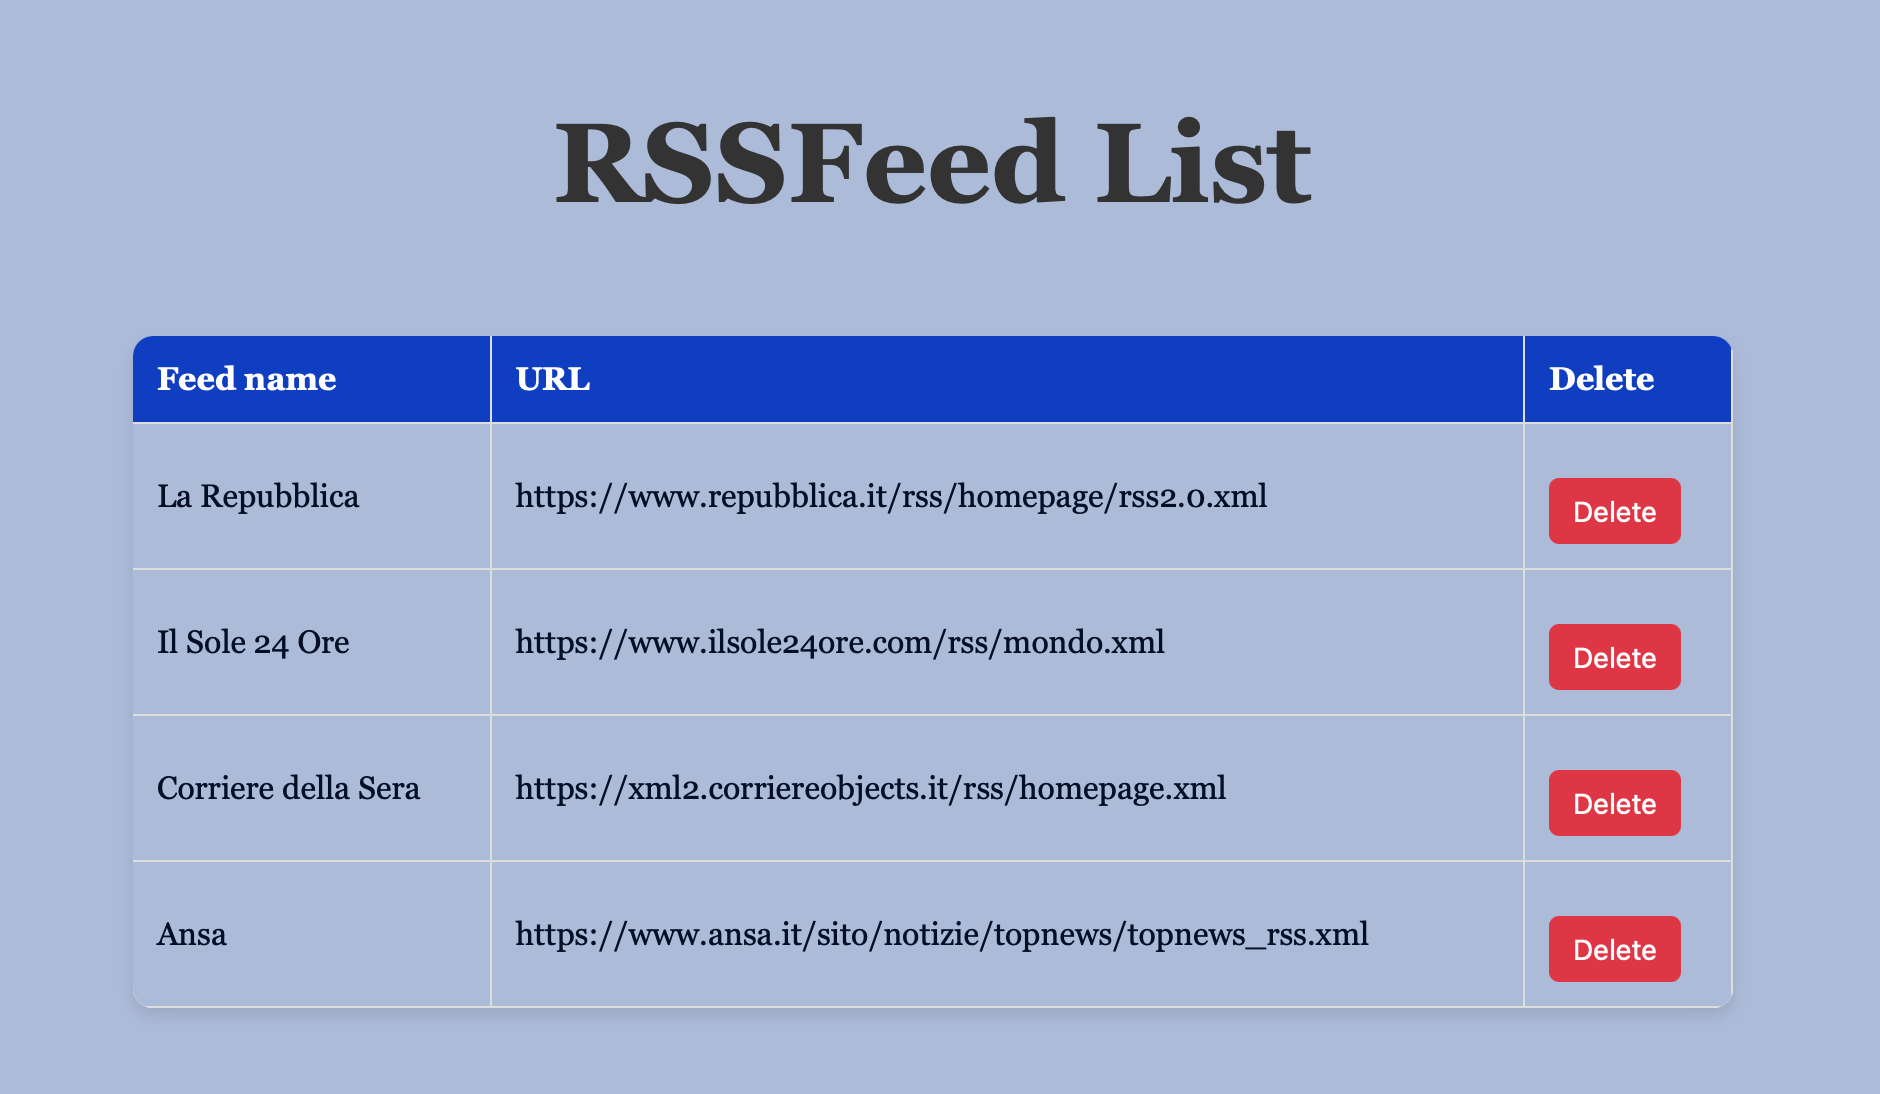 RSSFeed List
Feed name URL Delete
La Repubblica https://www.repubblica.it/rss/homepage/rss2.0.xml Delete
Il Sole 24 Ore https://www.ilsole24ore.com/rss/mondo.xml Delete
Corriere della Sera https://xml2.corriereobjects.it/rss/homepage.xml Delete
Ansa https://www.ansa.it/sito/notizie/topnews/topnews_rss.xml Delete